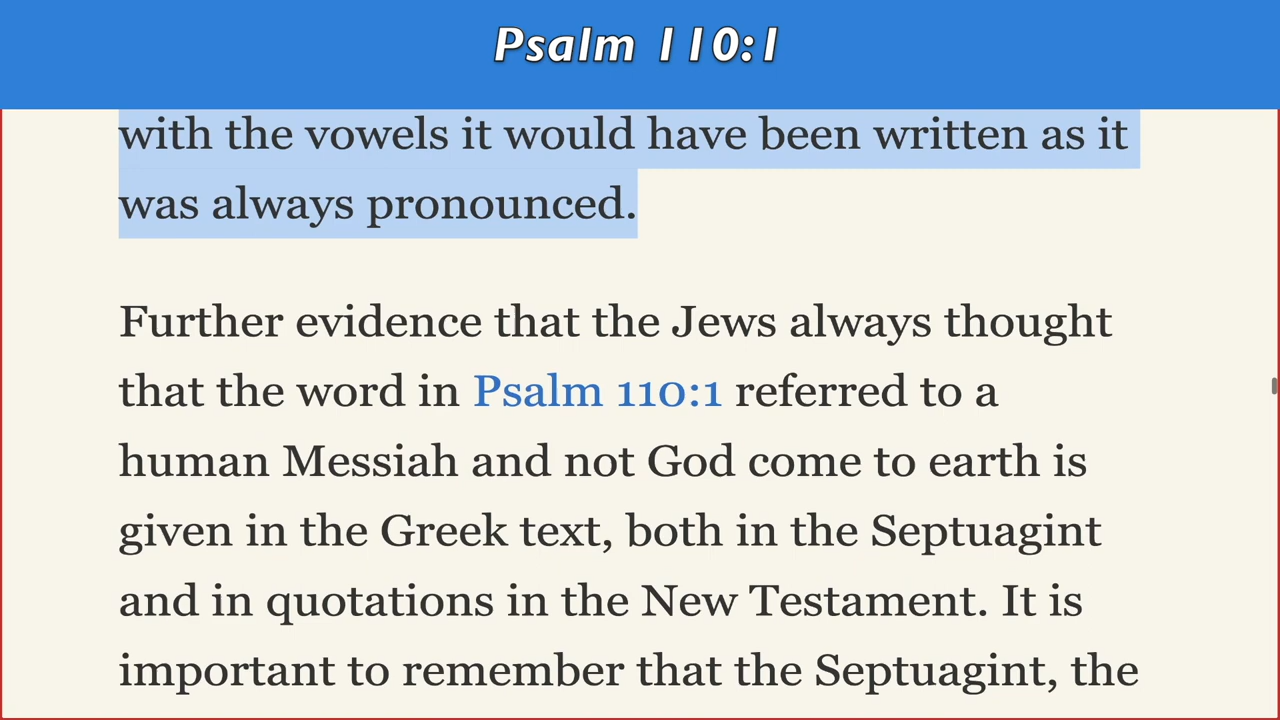 Psalm 110:1
with the vowels it would have been written as it
was always pronounced.
Further evidence that the Jews always thought
that the word in Psalm 110:1 referred to a
human Messiah and not God come to earth is
given in the Greek text, both in the Septuagint
and in quotations in the New Testament. It is
important to remember that the Septuagint, the